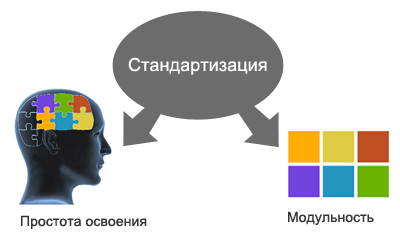 Стандартизация
Простота освоения
Модульность